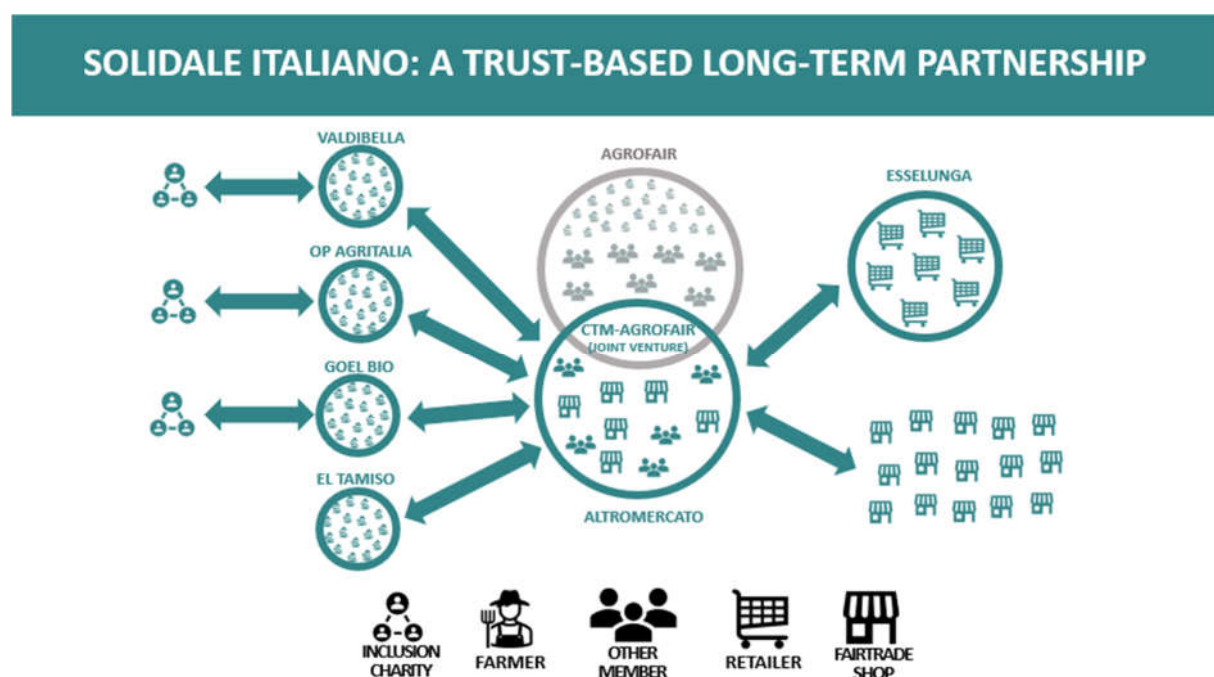 SOLIDALE ITALIANO: A TRUST-BASED LONG-TERM PARTNERSHIP
VALDIBELLA
AGROFAIR
ESSELUNGA
OP AGRITALIA
CTM-AGROFAIR
(JOINT VENTURE)
GOEL BIO
EL TAMISO
ALTROMERCATO
INCLUSION
CHARITY
FARMER
OTHER
MEMBER
RETAILER
FAIRTRADE
SHOP